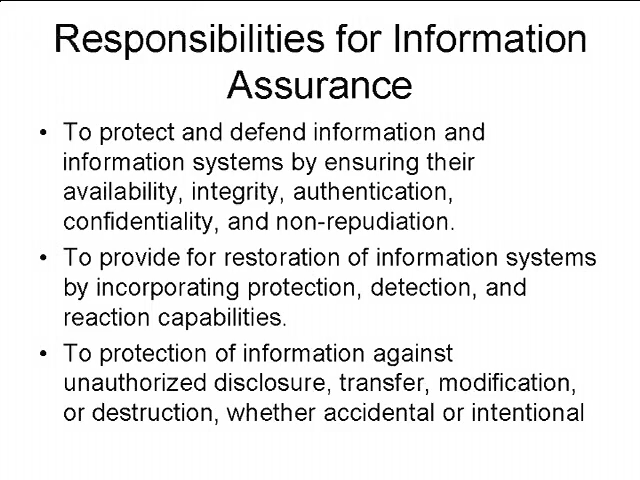 Responsibilities for Information
Assurance
• To protect and defend information and
information systems by ensuring their
availability, integrity, authentication,
confidentiality, and non-repudiation.
• To provide for restoration of information systems
by incorporating protection, detection, and
reaction capabilities.
• To protection of information against
unauthorized disclosure, transfer, modification,
or destruction, whether accidental or intentional